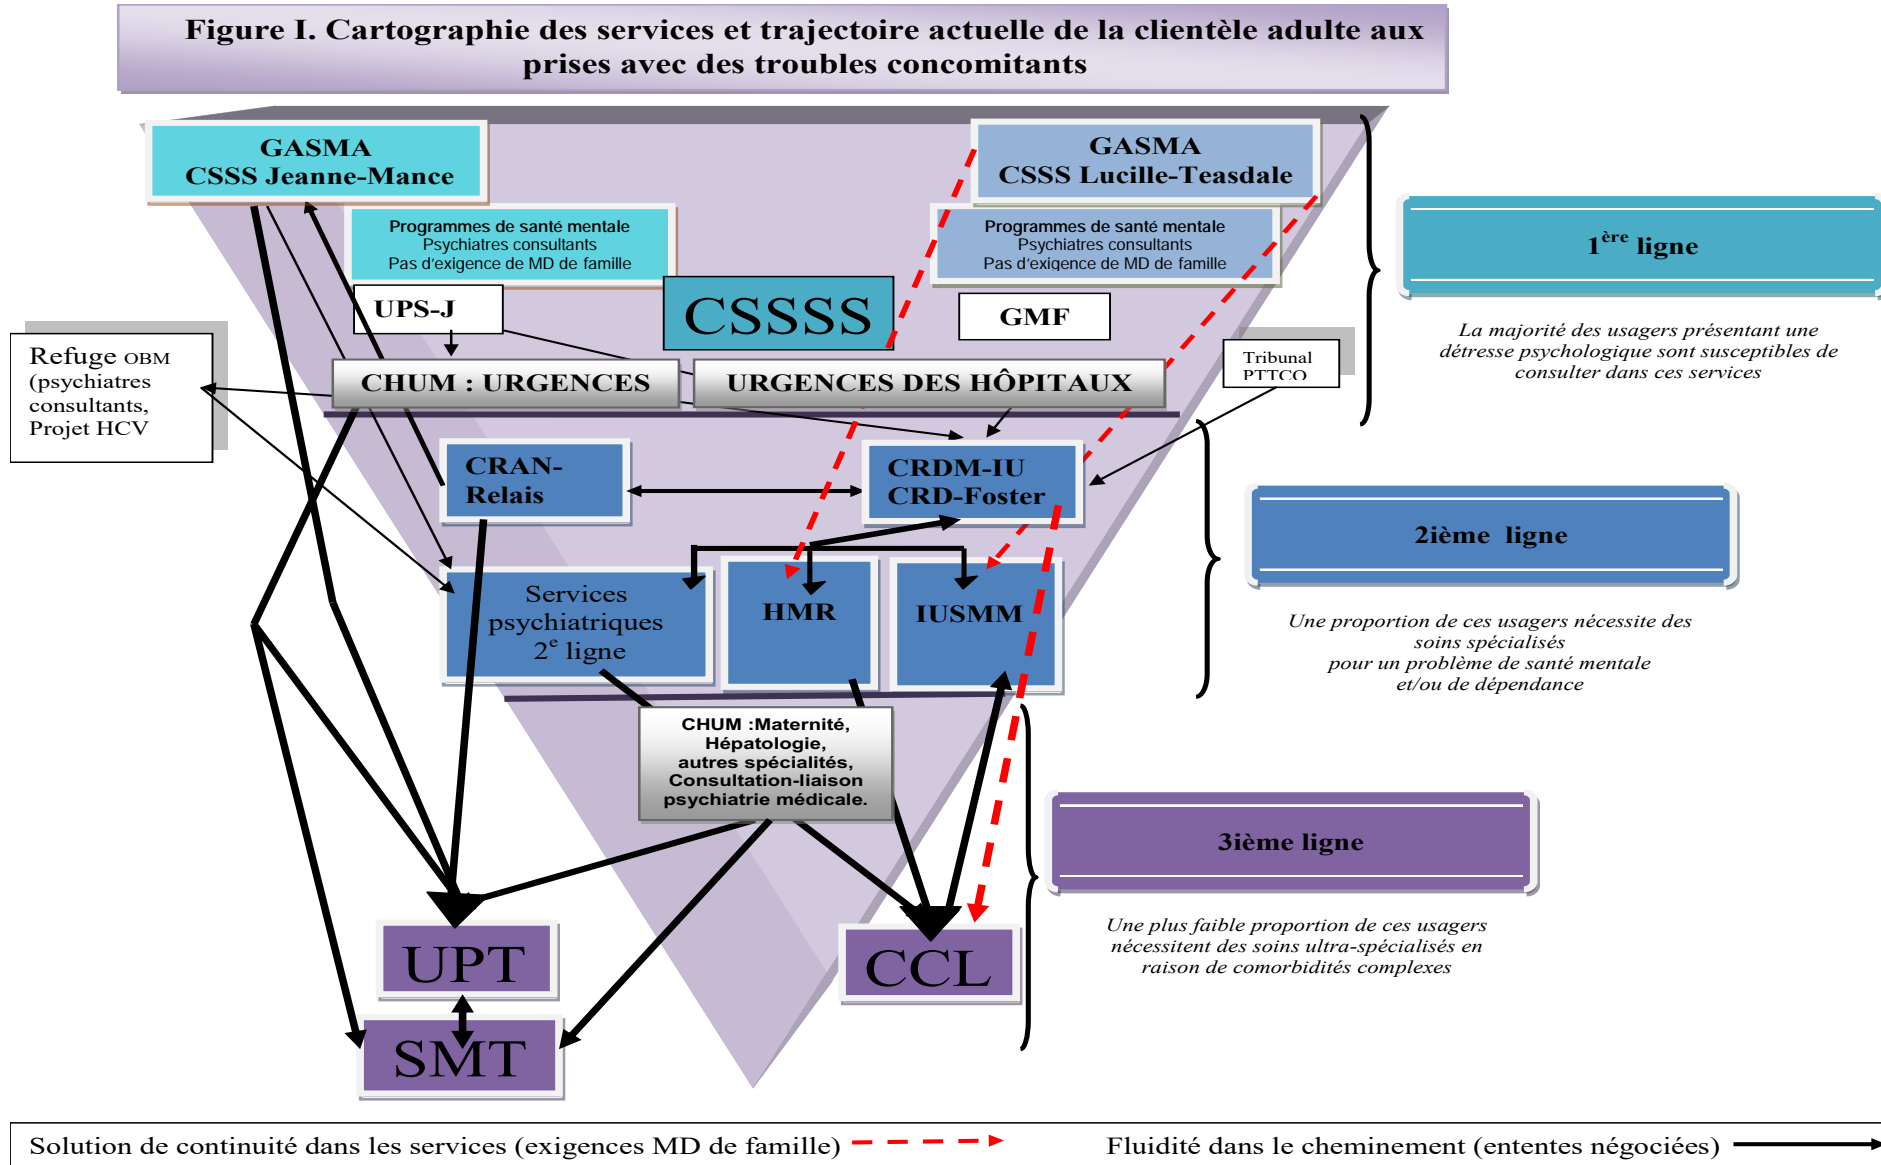 Figure I. Cartographie des services et trajectoire actuelle de la clientèle adulte aux
prises avec des troubles concomitants
GASMA
CSSS Jeanne-Mance
GASMA
CSSS Lucille-Teasdale
Programmes de santé mentale
Psychiatres consultants
Pas d'exigence de MD de famille
Programmes de santé mentale
Psychiatres consultants
Pas d'exigence de MD de famille
1ère ligne
UPS-J
CSSSS
GMF
La majorité des usagers présentant une
détresse psychologique sont susceptibles de
consulter dans ces services
Refuge OBM
(psychiatres
consultants,
Projet HCV
CHUM : URGENCES
URGENCES DES HÔPITAUX
Tribunal
PTTCQ
CRAN-
Relais
CRDM-IU
CRD-Foster
2ième ligne
Services
psychiatriques
2e ligne
HMR
IUSMM
Une proportion de ces usagers nécessite des
soins spécialisés
pour un problème de santé mentale
et/ou de dépendance
CHUM :Maternité,
Hépatologie,
autres spécialités,
Consultation-liaison
psychiatrie médicale.
3ième ligne
UPT
CCL
Une plus faible proportion de ces usagers
nécessitent des soins ultra-spécialisés en
raison de comorbidités complexes
SMT
Solution de continuité dans les services (exigences MD de famille)
Fluidité dans le cheminement (ententes négociées)